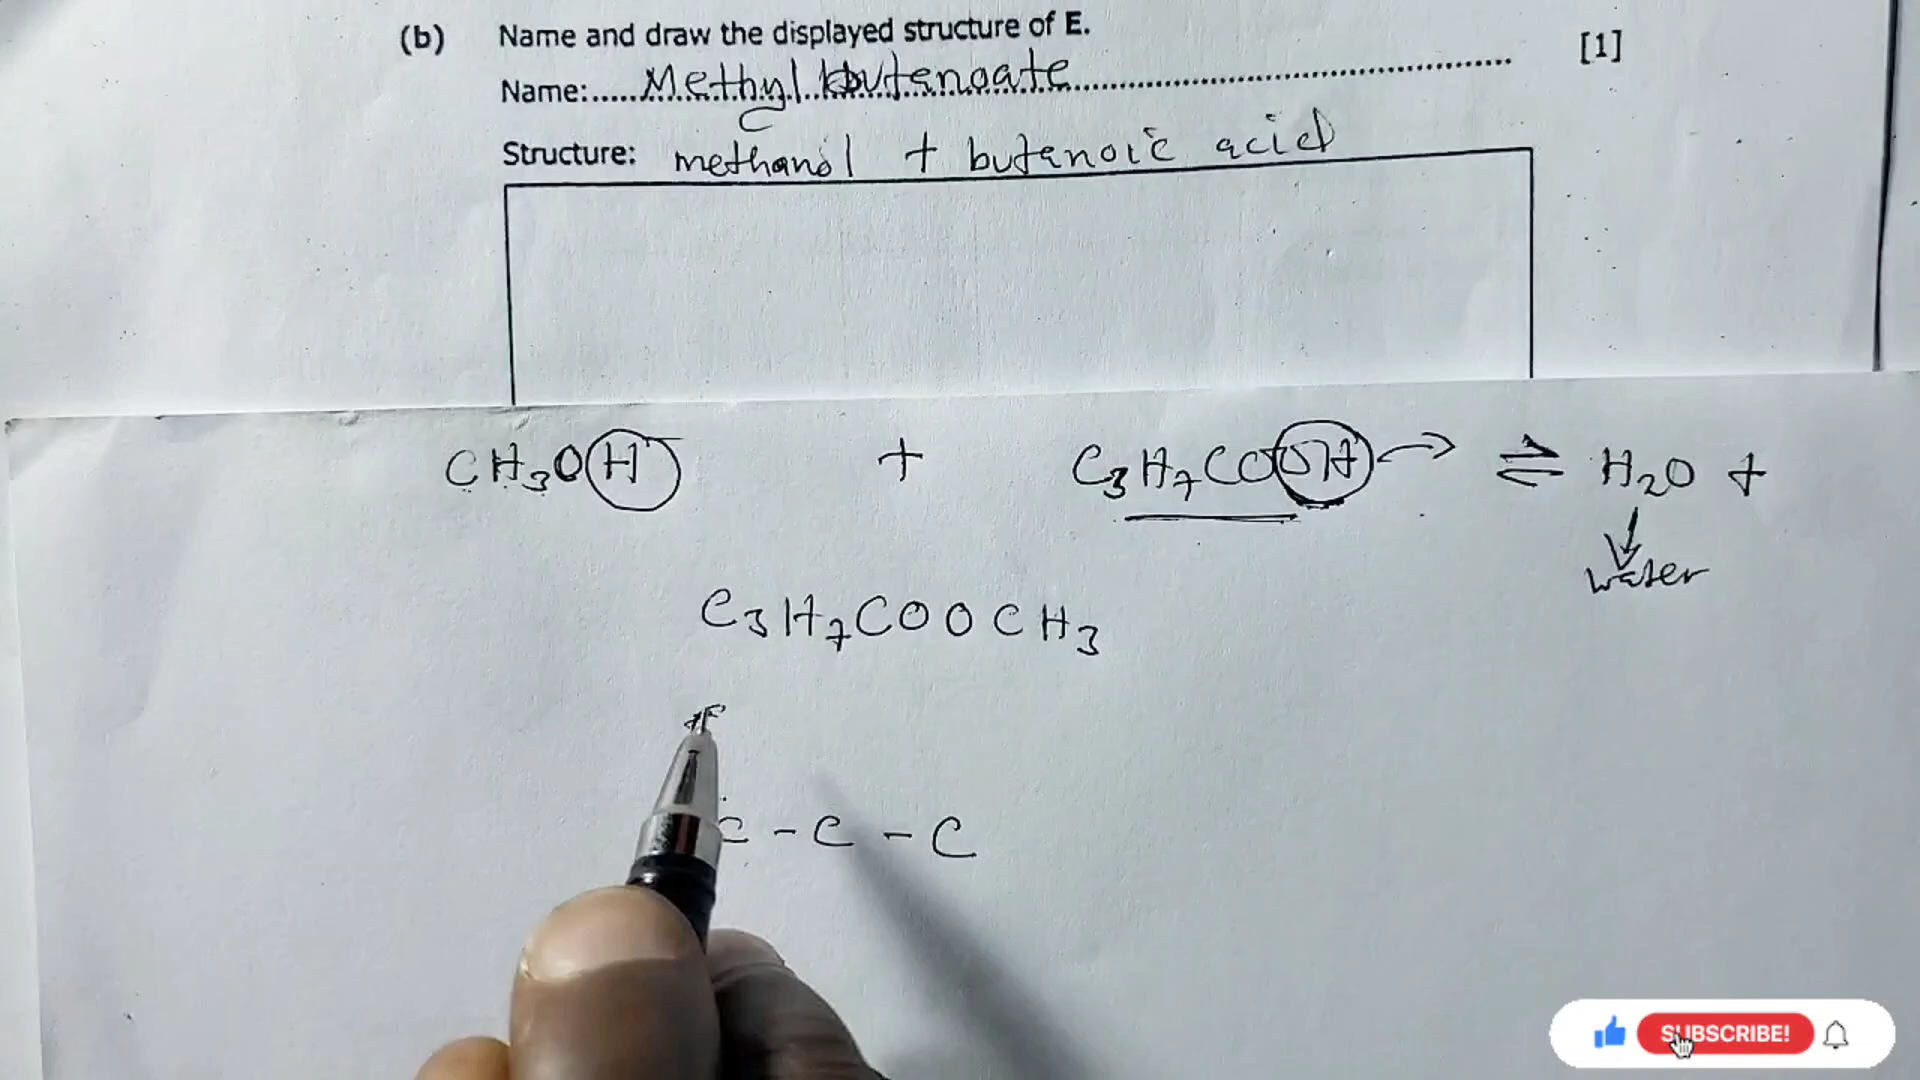 (b) Name and draw the displayed structure of E. [1]
Name:.....Methyl butanoate
Structure: methanol + butanoic acid
CH₃OH + C₃H₇COOH → ⇌ H₂O +
water
C₃H₇COOCH₃
C - C - C
SUBSCRIBE!